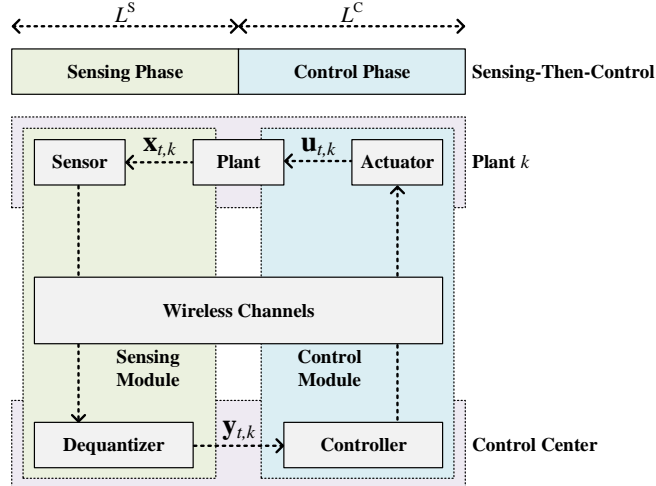 L^S L^C
Sensing Phase Control Phase Sensing-Then-Control
x_{t,k} u_{t,k}
Sensor Plant Actuator Plant k
Wireless Channels
Sensing Control
Module Module
y_{t,k}
Dequantizer Controller Control Center